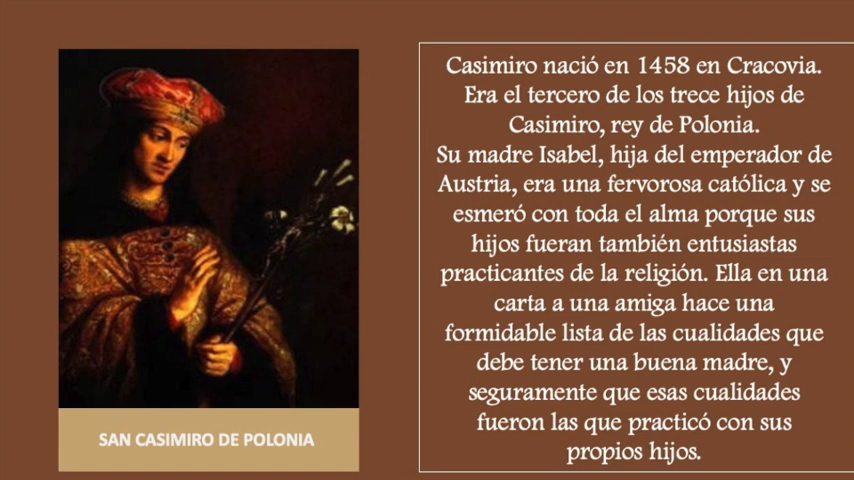 Casimiro nació en 1458 en Cracovia.
Era el tercero de los trece hijos de
Casimiro, rey de Polonia.
Su madre Isabel, hija del emperador de
Austria, era una fervorosa católica y se
esmeró con toda el alma porque sus
hijos fueran también entusiastas
practicantes de la religión. Ella en una
carta a una amiga hace una
formidable lista de las cualidades que
debe tener una buena madre, y
seguramente que esas cualidades
fueron las que practicó con sus
propios hijos.
SAN CASIMIRO DE POLONIA